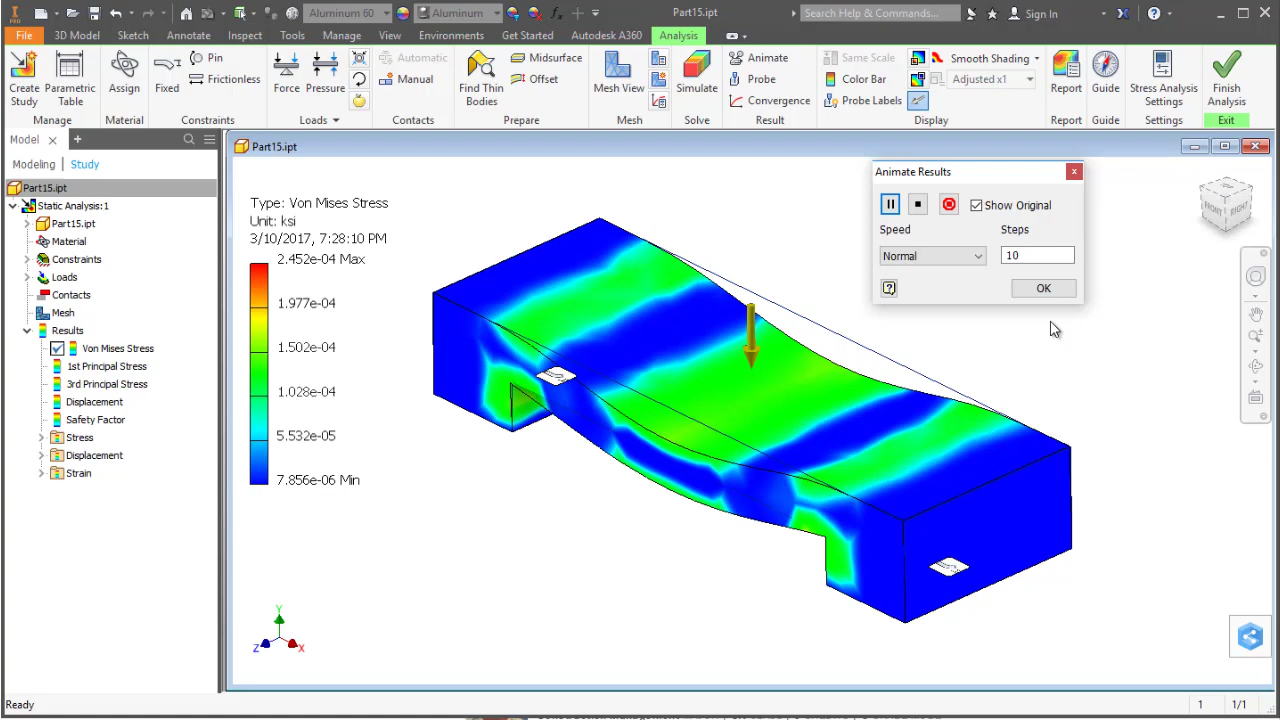 PRO
Aluminum 60
Aluminum
Part15.ipt
Search Help & Commands...
Sign In
File
3D Model
Sketch
Annotate
Inspect
Tools
Manage
View
Environments
Get Started
Autodesk A360
Analysis
Create Study
Parametric Table
Manage
Assign
Material
Fixed
Pin
Frictionless
Constraints
Force
Pressure
Loads
Automatic
Manual
Contacts
Find Thin Bodies
Midsurface
Offset
Prepare
Mesh View
Mesh
Simulate
Solve
Animate
Probe
Convergence
Result
Same Scale
Color Bar
Probe Labels
Smooth Shading
Adjusted x1
Display
Report
Report
Guide
Guide
Stress Analysis Settings
Settings
Finish Analysis
Exit
Model
Modeling
Study
Part15.ipt
Static Analysis:1
Part15.ipt
Material
Constraints
Loads
Contacts
Mesh
Results
Von Mises Stress
1st Principal Stress
3rd Principal Stress
Displacement
Safety Factor
Stress
Displacement
Strain
Part15.ipt
Type: Von Mises Stress
Unit: ksi
3/10/2017, 7:28:10 PM
2.452e-04 Max
1.977e-04
1.502e-04
1.028e-04
5.532e-05
7.856e-06 Min
Animate Results
Show Original
Speed
Steps
Normal
10
OK
FRONT
RIGHT
Y
Z
X
Ready
1
1/1